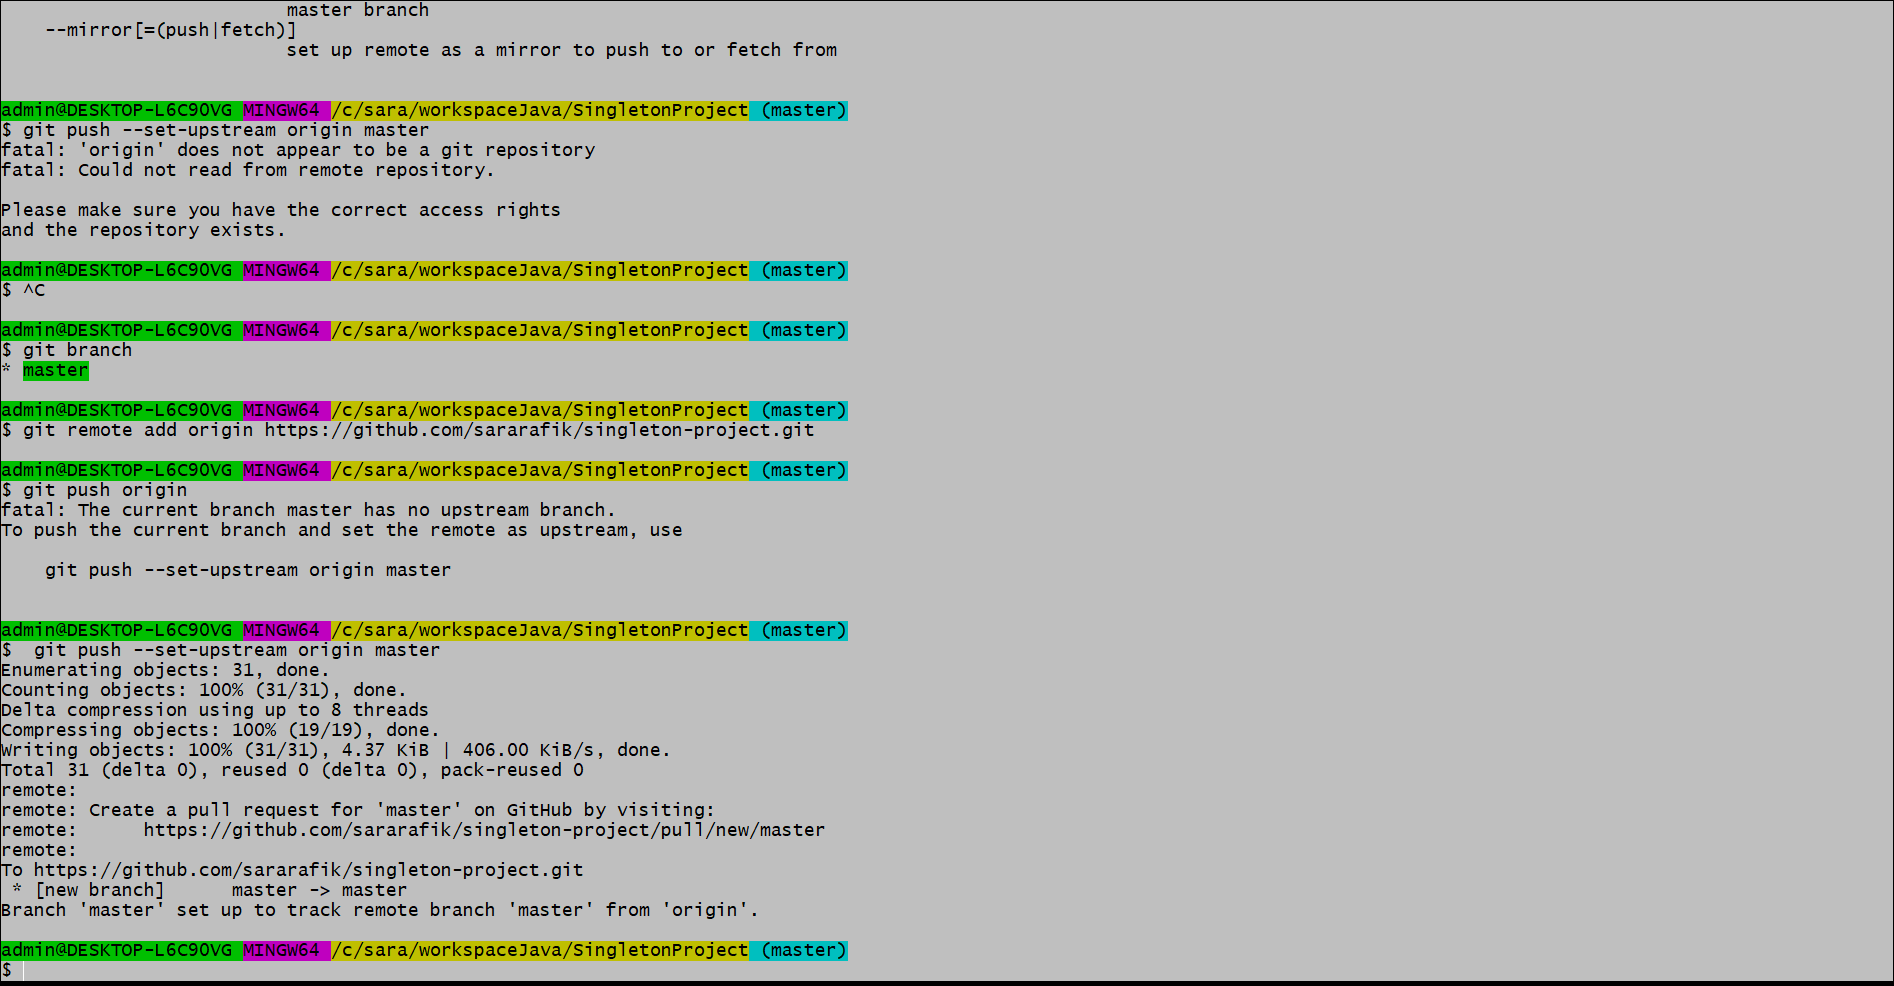 master branch
--mirror[=(push|fetch)]
set up remote as a mirror to push to or fetch from
admin@DESKTOP-L6C9OVG MINGW64 /c/sara/workspaceJava/SingletonProject (master)
$ git push --set-upstream origin master
fatal: 'origin' does not appear to be a git repository
fatal: Could not read from remote repository.
Please make sure you have the correct access rights
and the repository exists.
admin@DESKTOP-L6C9OVG MINGW64 /c/sara/workspaceJava/SingletonProject (master)
$ ^C
admin@DESKTOP-L6C9OVG MINGW64 /c/sara/workspaceJava/SingletonProject (master)
$ git branch
* master
admin@DESKTOP-L6C9OVG MINGW64 /c/sara/workspaceJava/SingletonProject (master)
$ git remote add origin https://github.com/sararafik/singleton-project.git
admin@DESKTOP-L6C9OVG MINGW64 /c/sara/workspaceJava/SingletonProject (master)
$ git push origin
fatal: The current branch master has no upstream branch.
To push the current branch and set the remote as upstream, use
git push --set-upstream origin master
admin@DESKTOP-L6C9OVG MINGW64 /c/sara/workspaceJava/SingletonProject (master)
$  git push --set-upstream origin master
Enumerating objects: 31, done.
Counting objects: 100% (31/31), done.
Delta compression using up to 8 threads
Compressing objects: 100% (19/19), done.
Writing objects: 100% (31/31), 4.37 KiB | 406.00 KiB/s, done.
Total 31 (delta 0), reused 0 (delta 0), pack-reused 0
remote:
remote: Create a pull request for 'master' on GitHub by visiting:
remote:      https://github.com/sararafik/singleton-project/pull/new/master
remote:
To https://github.com/sararafik/singleton-project.git
* [new branch]      master -> master
Branch 'master' set up to track remote branch 'master' from 'origin'.
admin@DESKTOP-L6C9OVG MINGW64 /c/sara/workspaceJava/SingletonProject (master)
$